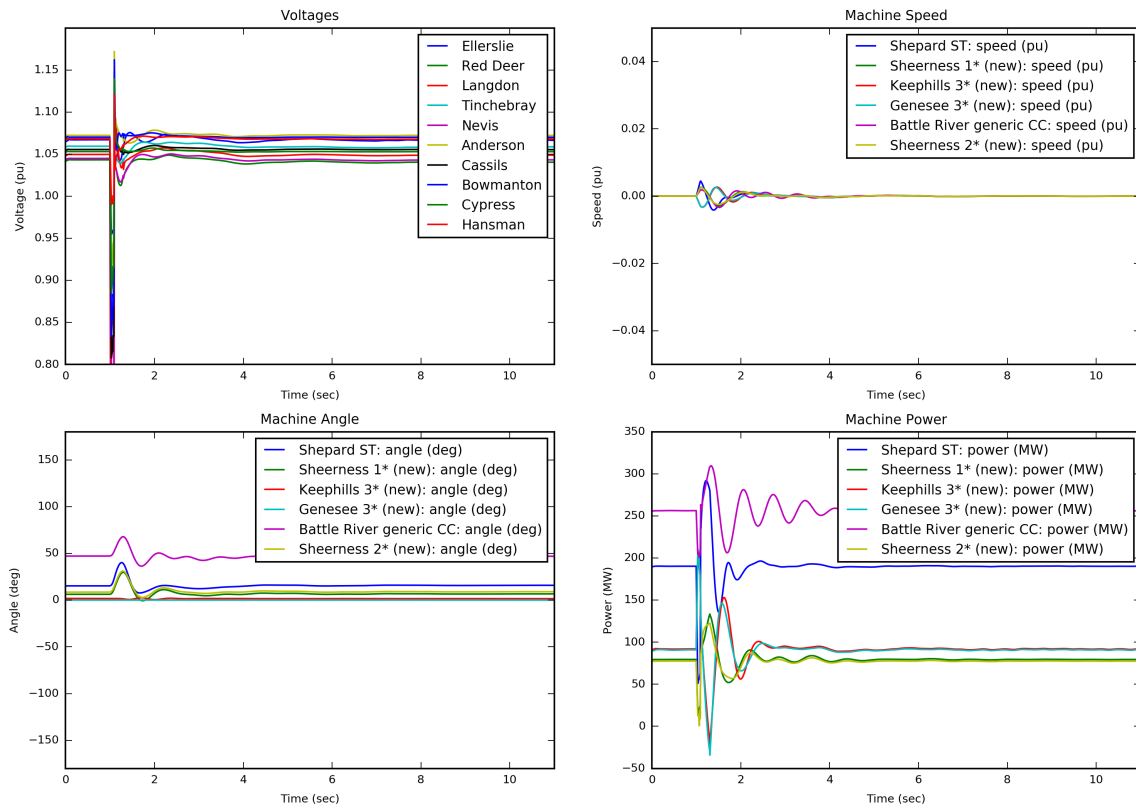 Voltages
1.15
1.10
1.05
1.00
0.95
0.90
0.85
0.80
Voltage (pu)
0
2
4
6
8
10
Time (sec)
Ellerslie
Red Deer
Langdon
Tinchebray
Nevis
Anderson
Cassils
Bowmanton
Cypress
Hansman
Machine Speed
0.04
0.02
0.00
−0.02
−0.04
Speed (pu)
0
2
4
6
8
10
Time (sec)
Shepard ST: speed (pu)
Sheerness 1* (new): speed (pu)
Keephills 3* (new): speed (pu)
Genesee 3* (new): speed (pu)
Battle River generic CC: speed (pu)
Sheerness 2* (new): speed (pu)
Machine Angle
150
100
50
0
−50
−100
−150
Angle (deg)
0
2
4
6
8
10
Time (sec)
Shepard ST: angle (deg)
Sheerness 1* (new): angle (deg)
Keephills 3* (new): angle (deg)
Genesee 3* (new): angle (deg)
Battle River generic CC: angle (deg)
Sheerness 2* (new): angle (deg)
Machine Power
350
300
250
200
150
100
50
0
−50
Power (MW)
0
2
4
6
8
10
Time (sec)
Shepard ST: power (MW)
Sheerness 1* (new): power (MW)
Keephills 3* (new): power (MW)
Genesee 3* (new): power (MW)
Battle River generic CC: power (MW)
Sheerness 2* (new): power (MW)